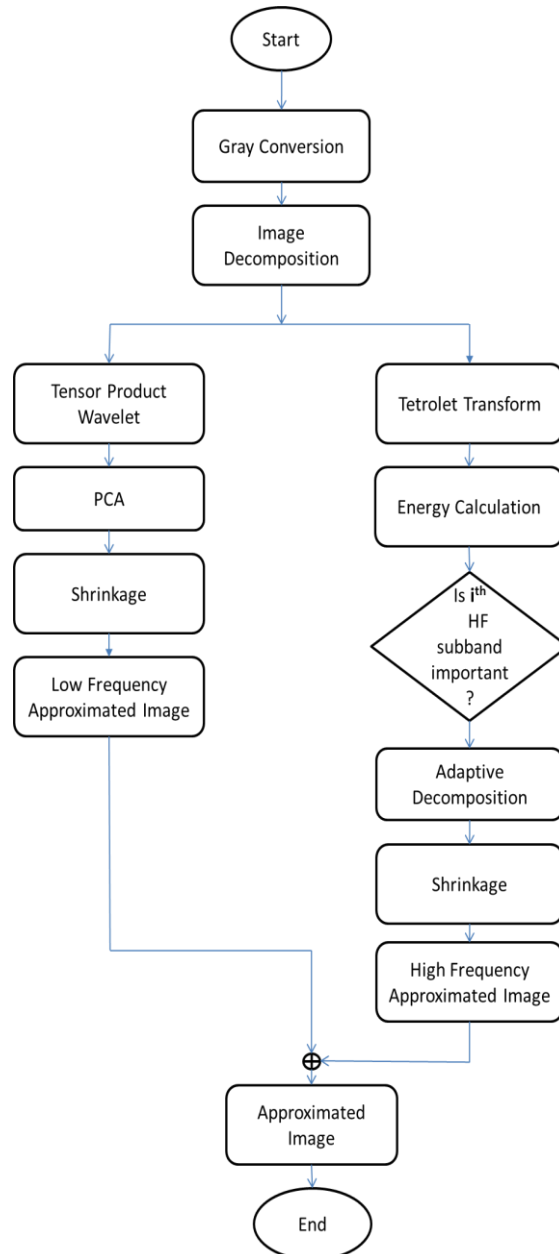 Start
Gray Conversion
Image
Decomposition
Tensor Product
Wavelet
PCA
Shrinkage
Low Frequency
Approximated Image
Tetrolet Transform
Energy Calculation
Is ith
HF
subband
important
?
Adaptive
Decomposition
Shrinkage
High Frequency
Approximated Image
Approximated
Image
End